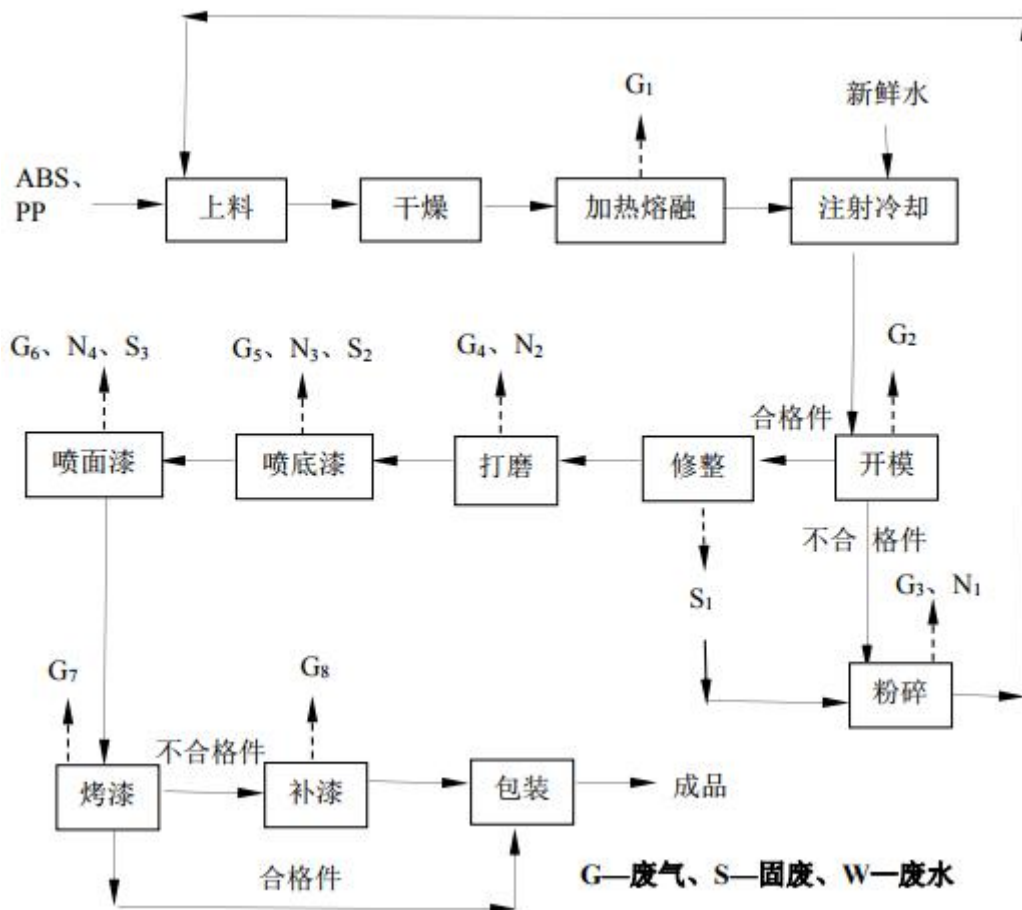 G₁
新鲜水
ABS、
PP
上料
干燥
加热熔融
注射冷却
G₆、N₄、S₃
G₅、N₃、S₂
G₄、N₂
G₂
合格件
喷面漆
喷底漆
打磨
修整
开模
不合格件
S₁
G₃、N₁
粉碎
G₇
G₈
不合格件
烤漆
补漆
包装
成品
合格件
G—废气、S—固废、W—废水